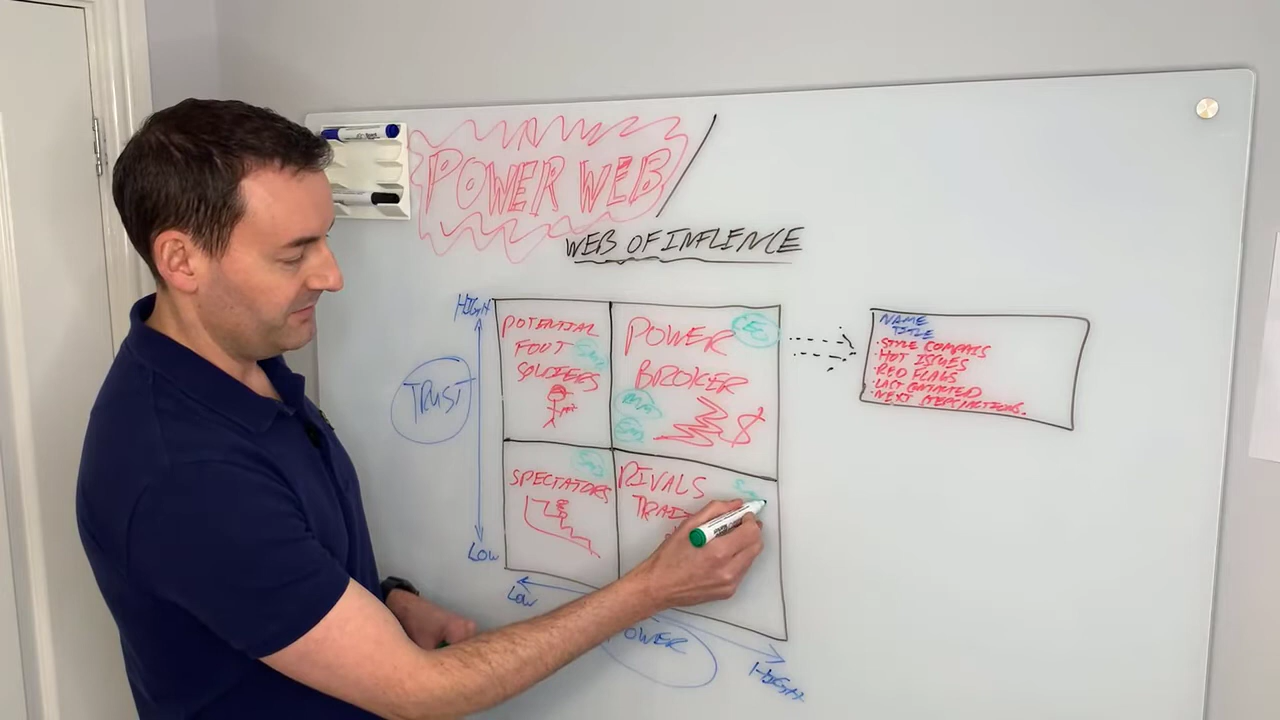 POWER WEB
WEB OF INFLENCE
HIGH
TRUST
LOW
POTENTIAL
FOOT
SOLDIERS
POWER
BROKER
$
SPECTATORS
RIVALS
LOW
POWER
HIGH
NAME
TITLE
·STYLE COMPASS
·HOT ISSUES
·RED FLAGS
·LAST CONTACTED
·NEXT STEPS/ACTIONS.